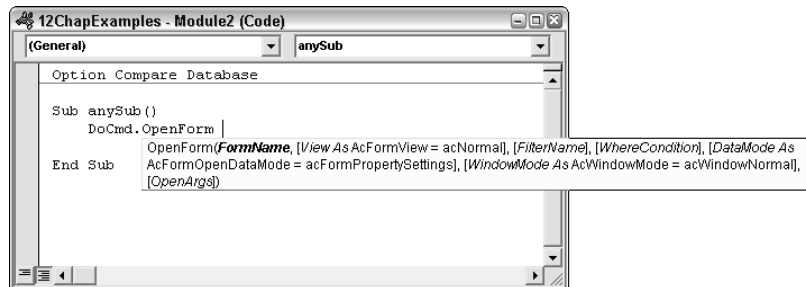 12ChapExamples - Module2 (Code)
(General) anySub
Option Compare Database
Sub anySub()
DoCmd.OpenForm
OpenForm(FormName, [View As AcFormView = acNormal], [FilterName], [WhereCondition], [DataMode As
AcFormOpenDataMode = acFormPropertySettings], [WindowMode As AcWindowMode = acWindowNormal],
[OpenArgs])
End Sub